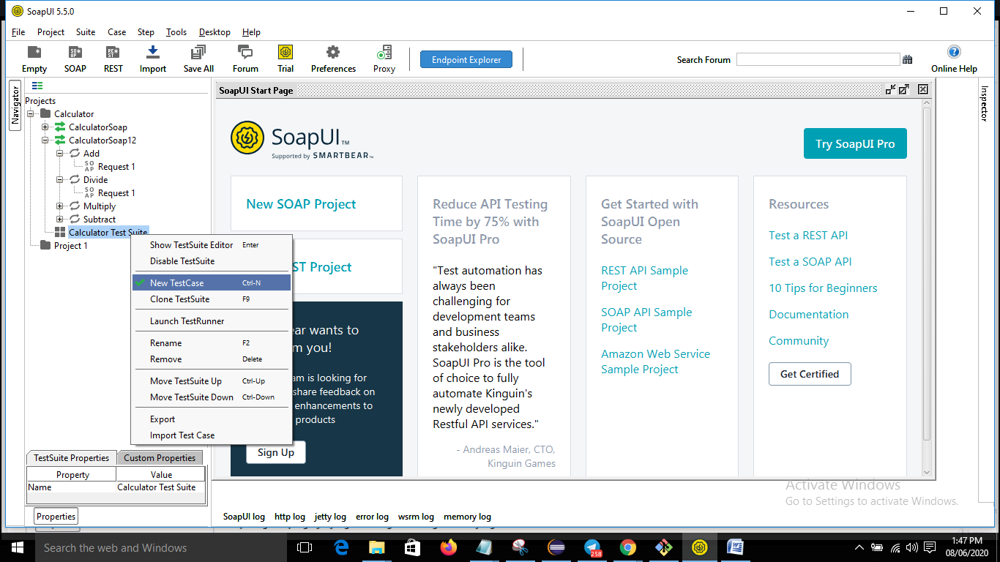 SoapUI 5.5.0
File Project Suite Case Step Tools Desktop Help
Empty SOAP REST Import Save All Forum Trial Preferences Proxy
Endpoint Explorer
Search Forum
Online Help
Navigator
Projects
Calculator
CalculatorSoap
CalculatorSoap12
Add
Request 1
Divide
Request 1
Multiply
Subtract
Calculator Test Suite
Project 1
Show TestSuite Editor Enter
Disable TestSuite
New TestCase Ctrl-N
Clone TestSuite F9
Launch TestRunner
Rename F2
Remove Delete
Move TestSuite Up Ctrl-Up
Move TestSuite Down Ctrl-Down
Export
Import Test Case
TestSuite Properties Custom Properties
Property Value
Name Calculator Test Suite
Properties
SoapUI Start Page
SoapUI™
Supported by SMARTBEAR™
Try SoapUI Pro
New SOAP Project
ST Project
ear wants to
m you!
am is looking for
share feedback on
enhancements to
products
Sign Up
Reduce API Testing
Time by 75% with
SoapUI Pro
"Test automation has
always been
challenging for
development teams
and business
stakeholders alike.
SoapUI Pro is the tool
of choice to fully
automate Kinguin's
newly developed
Restful API services."
- Andreas Maier, CTO,
Kinguin Games
Get Started with
SoapUI Open
Source
REST API Sample
Project
SOAP API Sample
Project
Amazon Web Service
Sample Project
Resources
Test a REST API
Test a SOAP API
10 Tips for Beginners
Documentation
Community
Get Certified
Inspector
Activate Windows
Go to Settings to activate Windows.
SoapUI log http log jetty log error log wsrm log memory log
Search the web and Windows
258
1:47 PM
08/06/2020